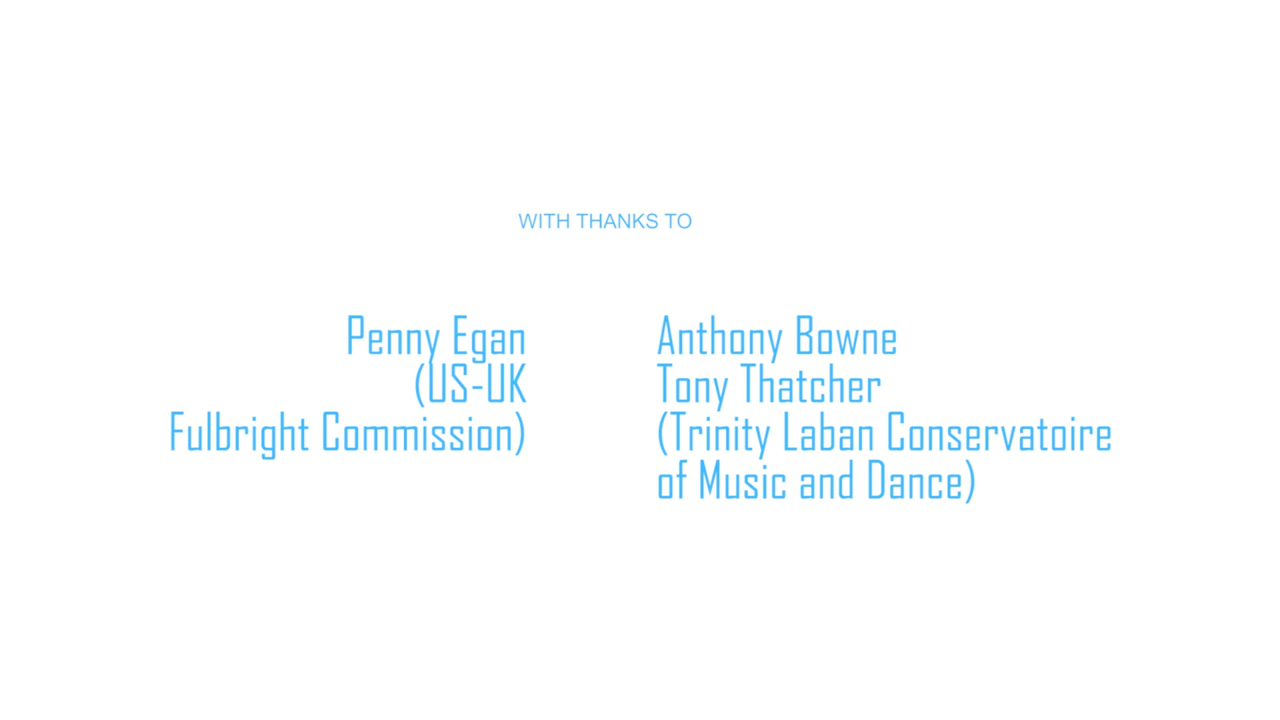 WITH THANKS TO
Penny Egan
(US-UK
Fulbright Commission)
Anthony Bowne
Tony Thatcher
(Trinity Laban Conservatoire
of Music and Dance)